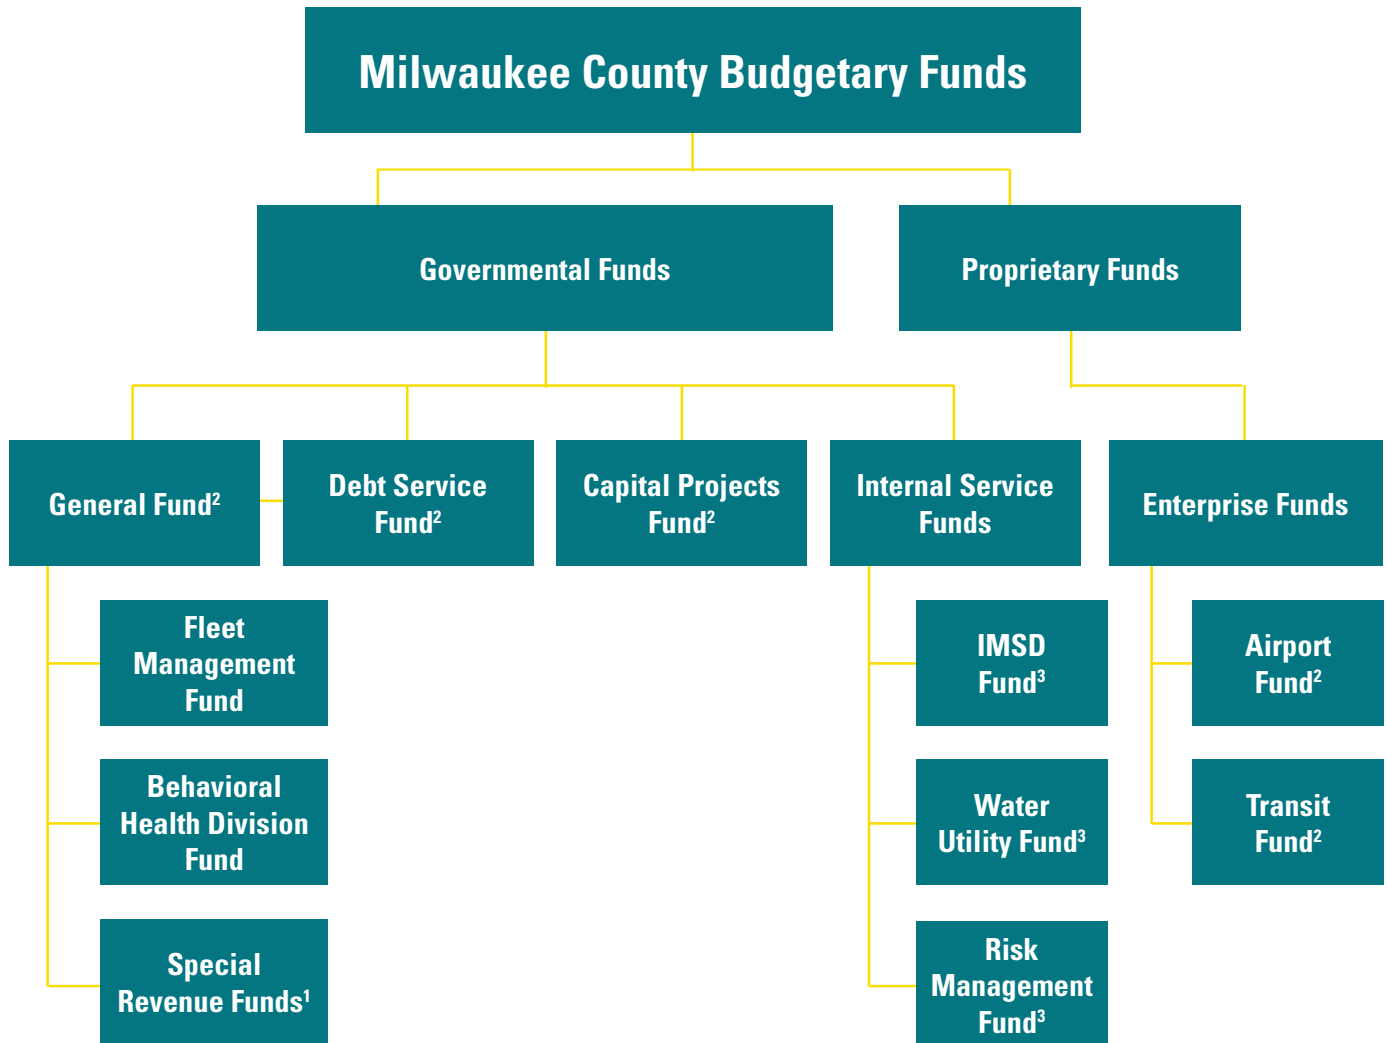 Milwaukee County Budgetary Funds
Governmental Funds
Proprietary Funds
General Fund²
Debt Service
Fund²
Capital Projects
Fund²
Internal Service
Funds
Enterprise Funds
Fleet
Management
Fund
IMSD
Fund³
Airport
Fund²
Behavioral
Health Division
Fund
Water
Utility Fund³
Transit
Fund²
Special
Revenue Funds¹
Risk
Management
Fund³